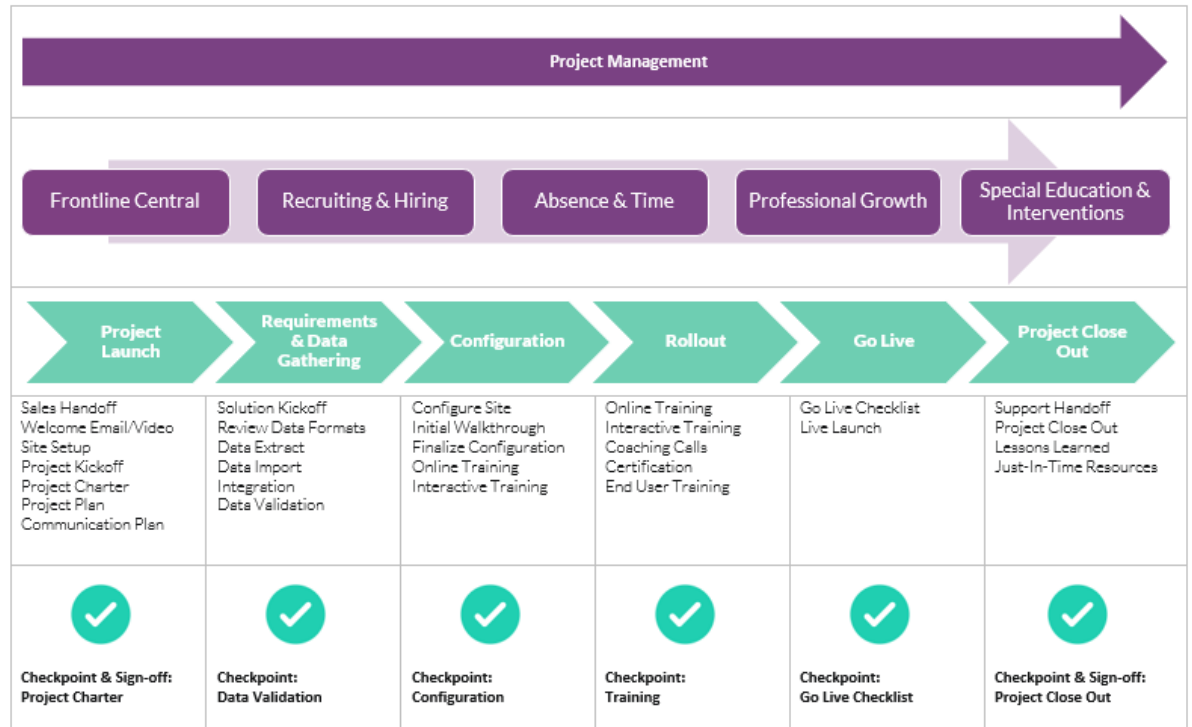 Project Management
Frontline Central
Recruiting & Hiring
Absence & Time
Professional Growth
Special Education &
Interventions
Project
Launch
Requirements
& Data
Gathering
Configuration
Rollout
Go Live
Project Close
Out
Sales Handoff
Welcome Email/Video
Site Setup
Project Kickoff
Project Charter
Project Plan
Communication Plan
Solution Kickoff
Review Data Formats
Data Extract
Data Import
Integration
Data Validation
Configure Site
Initial Walkthrough
Finalize Configuration
Online Training
Interactive Training
Online Training
Interactive Training
Coaching Calls
Certification
End User Training
Go Live Checklist
Live Launch
Support Handoff
Project Close Out
Lessons Learned
Just-In-Time Resources
Checkpoint & Sign-off:
Project Charter
Checkpoint:
Data Validation
Checkpoint:
Configuration
Checkpoint:
Training
Checkpoint:
Go Live Checklist
Checkpoint & Sign-off:
Project Close Out